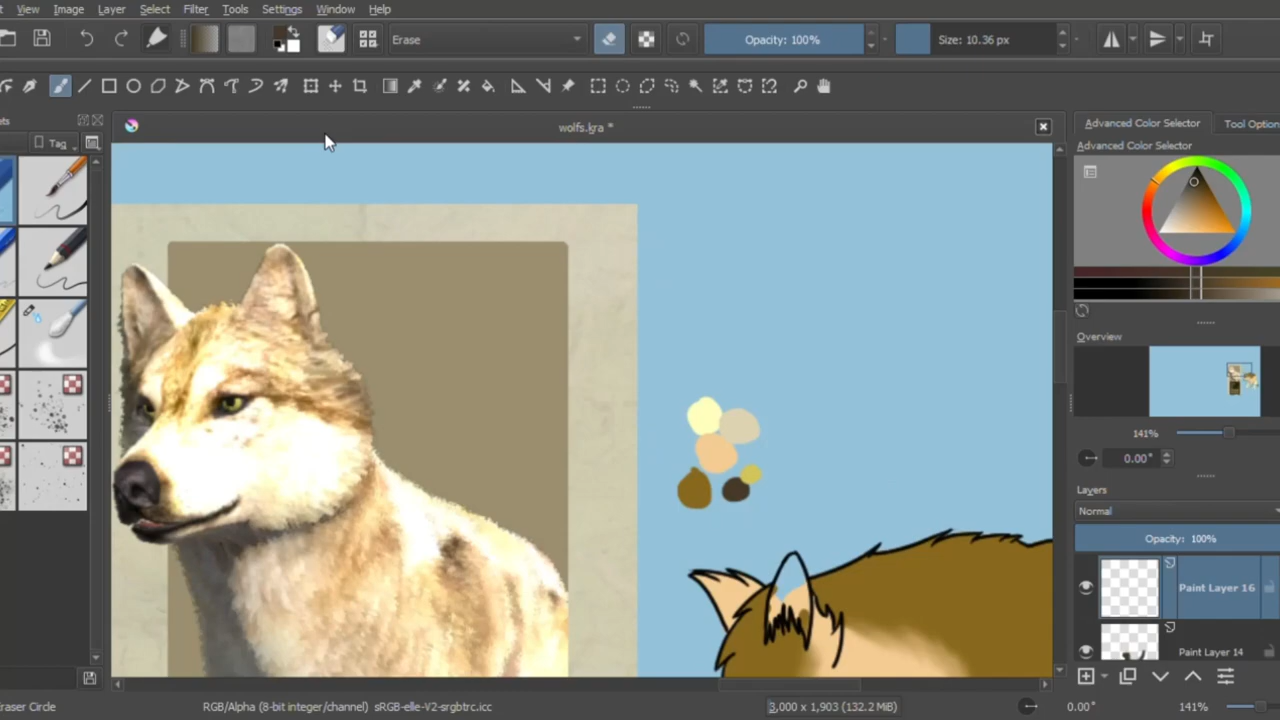 View Image Layer Select Filter Tools Settings Window Help
Erase Opacity: 100% Size: 10.36 px
wolfs.kra *
Advanced Color Selector Tool Option
Tag
Advanced Color Selector
Overview
141%
0.00°
Layers
Normal
Opacity: 100%
Paint Layer 16
Paint Layer 14
Eraser Circle RGB/Alpha (8-bit integer/channel) sRGB-elle-V2-srgbtrc.icc 3,000 x 1,903 (132.2 MiB) 0.00° 141%